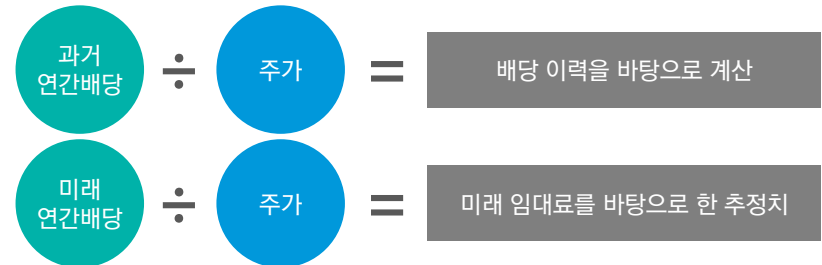 과거
연간배당
÷
주가
=
배당 이력을 바탕으로 계산
미래
연간배당
÷
주가
=
미래 임대료를 바탕으로 한 추정치